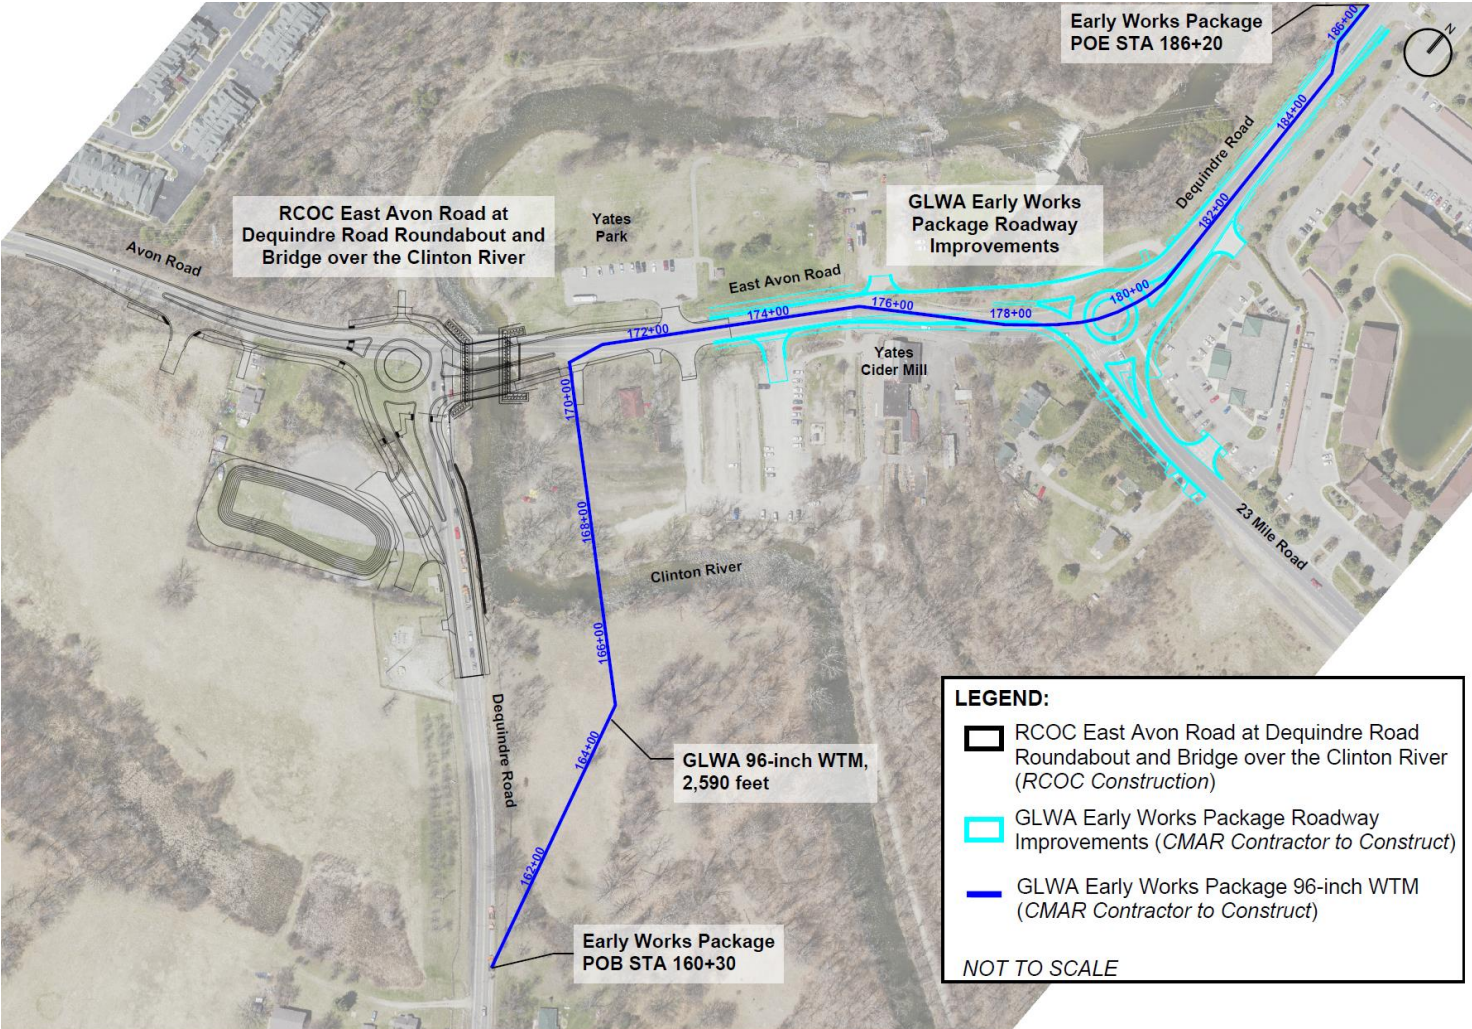 Early Works Package
POE STA 186+20
N
186+00
184+00
Dequindre Road
182+00
RCOC East Avon Road at
Dequindre Road Roundabout and
Bridge over the Clinton River
Yates
Park
GLWA Early Works
Package Roadway
Improvements
Avon Road
East Avon Road
180+00
178+00
176+00
174+00
172+00
Yates
Cider Mill
170+00
168+00
23 Mile Road
Clinton River
166+00
Dequindre Road
164+00
GLWA 96-inch WTM,
2,590 feet
162+00
Early Works Package
POB STA 160+30
LEGEND:
RCOC East Avon Road at Dequindre Road
Roundabout and Bridge over the Clinton River
(RCOC Construction)
GLWA Early Works Package Roadway
Improvements (CMAR Contractor to Construct)
GLWA Early Works Package 96-inch WTM
(CMAR Contractor to Construct)
NOT TO SCALE